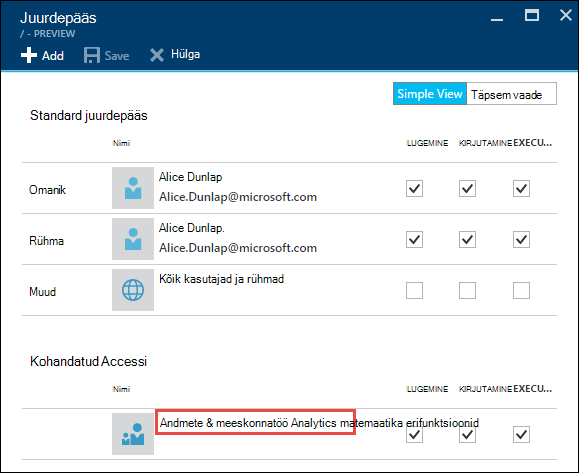 Juurdepääs
/ - PREVIEW
Add Save Hülga
Simple View Täpsem vaade
Standard juurdepääs
Nimi LUGEMINE KIRJUTAMINE EXECU...
Omanik Alice Dunlap
Alice.Dunlap@microsoft.com
Rühma Alice Dunlap.
Alice.Dunlap@microsoft.com
Muud Kõik kasutajad ja rühmad
Kohandatud Accessi
Nimi LUGEMINE KIRJUTAMINE EXECU...
Andmete & meeskonnatöö Analytics matemaatika erifunktsioonid